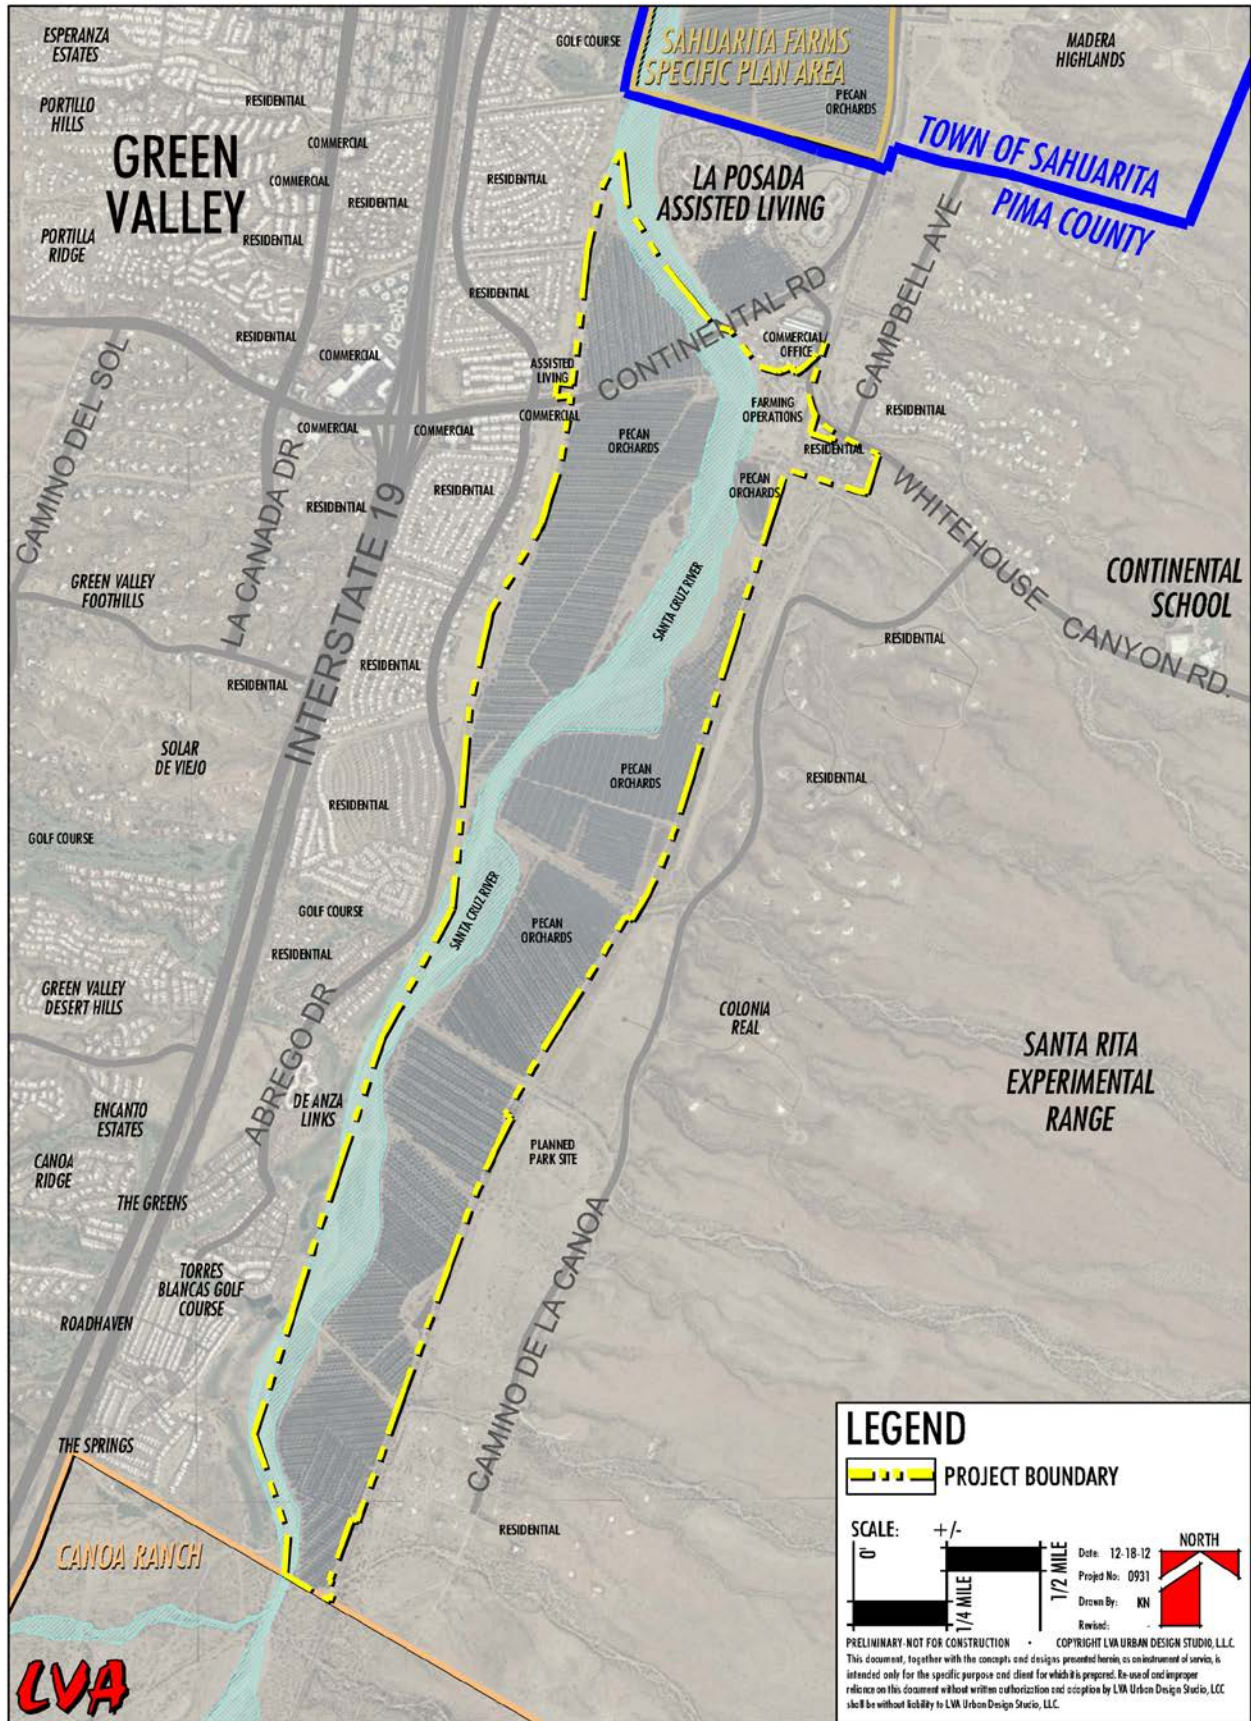 ESPERANZA
ESTATES
GOLF COURSE
SAHUARITA FARMS
SPECIFIC PLAN AREA
MADERA
HIGHLANDS
PORTILLO
HILLS
RESIDENTIAL
PECAN
ORCHARDS
COMMERCIAL
GREEN
VALLEY
TOWN OF SAHUARITA
PIMA COUNTY
COMMERCIAL
RESIDENTIAL
LA POSADA
ASSISTED LIVING
RESIDENTIAL
PORTILLA
RIDGE
RESIDENTIAL
CAMPBELL AVE
RESIDENTIAL
CONTINENTAL RD
RESIDENTIAL
COMMERCIAL
COMMERCIAL
OFFICE
ASSISTED
LIVING
CAMINO DEL SOL
COMMERCIAL
FARMING
OPERATIONS
RESIDENTIAL
COMMERCIAL
COMMERCIAL
PECAN
ORCHARDS
RESIDENTIAL
LA CANADA DR
RESIDENTIAL
PECAN
ORCHARDS
WHITEHOUSE CANYON RD.
RESIDENTIAL
INTERSTATE 19
GREEN VALLEY
FOOTHILLS
CONTINENTAL
SCHOOL
SANTA CRUZ RIVER
RESIDENTIAL
RESIDENTIAL
RESIDENTIAL
SOLAR
DE VIEJO
PECAN
ORCHARDS
RESIDENTIAL
RESIDENTIAL
GOLF COURSE
SANTA CRUZ RIVER
GOLF COURSE
PECAN
ORCHARDS
RESIDENTIAL
GREEN VALLEY
DESERT HILLS
ABREGO DR
COLONIA
REAL
SANTA RITA
EXPERIMENTAL
RANGE
DE ANZA
LINKS
ENCANTO
ESTATES
PLANNED
PARK SITE
CANOA
RIDGE
THE GREENS
CAMINO DE LA CANOA
TORRES
BLANCAS GOLF
COURSE
ROADHAVEN
THE SPRINGS
RESIDENTIAL
CANOA RANCH
LVA
LEGEND
PROJECT BOUNDARY
SCALE: +/-
0'
1/4 MILE
1/2 MILE
Date: 12-18-12
Project No: 0931
Drawn By: KN
Revised: -
NORTH
PRELIMINARY-NOT FOR CONSTRUCTION • COPYRIGHT LVA URBAN DESIGN STUDIO, L.L.C.
This document, together with the concepts and designs presented herein, as an instrument of service, is
intended only for the specific purpose and client for which it is prepared. Re-use of and improper
reliance on this document without written authorization and adaption by LVA Urban Design Studio, LCC
shall be without liability to LVA Urban Design Studio, LLC.